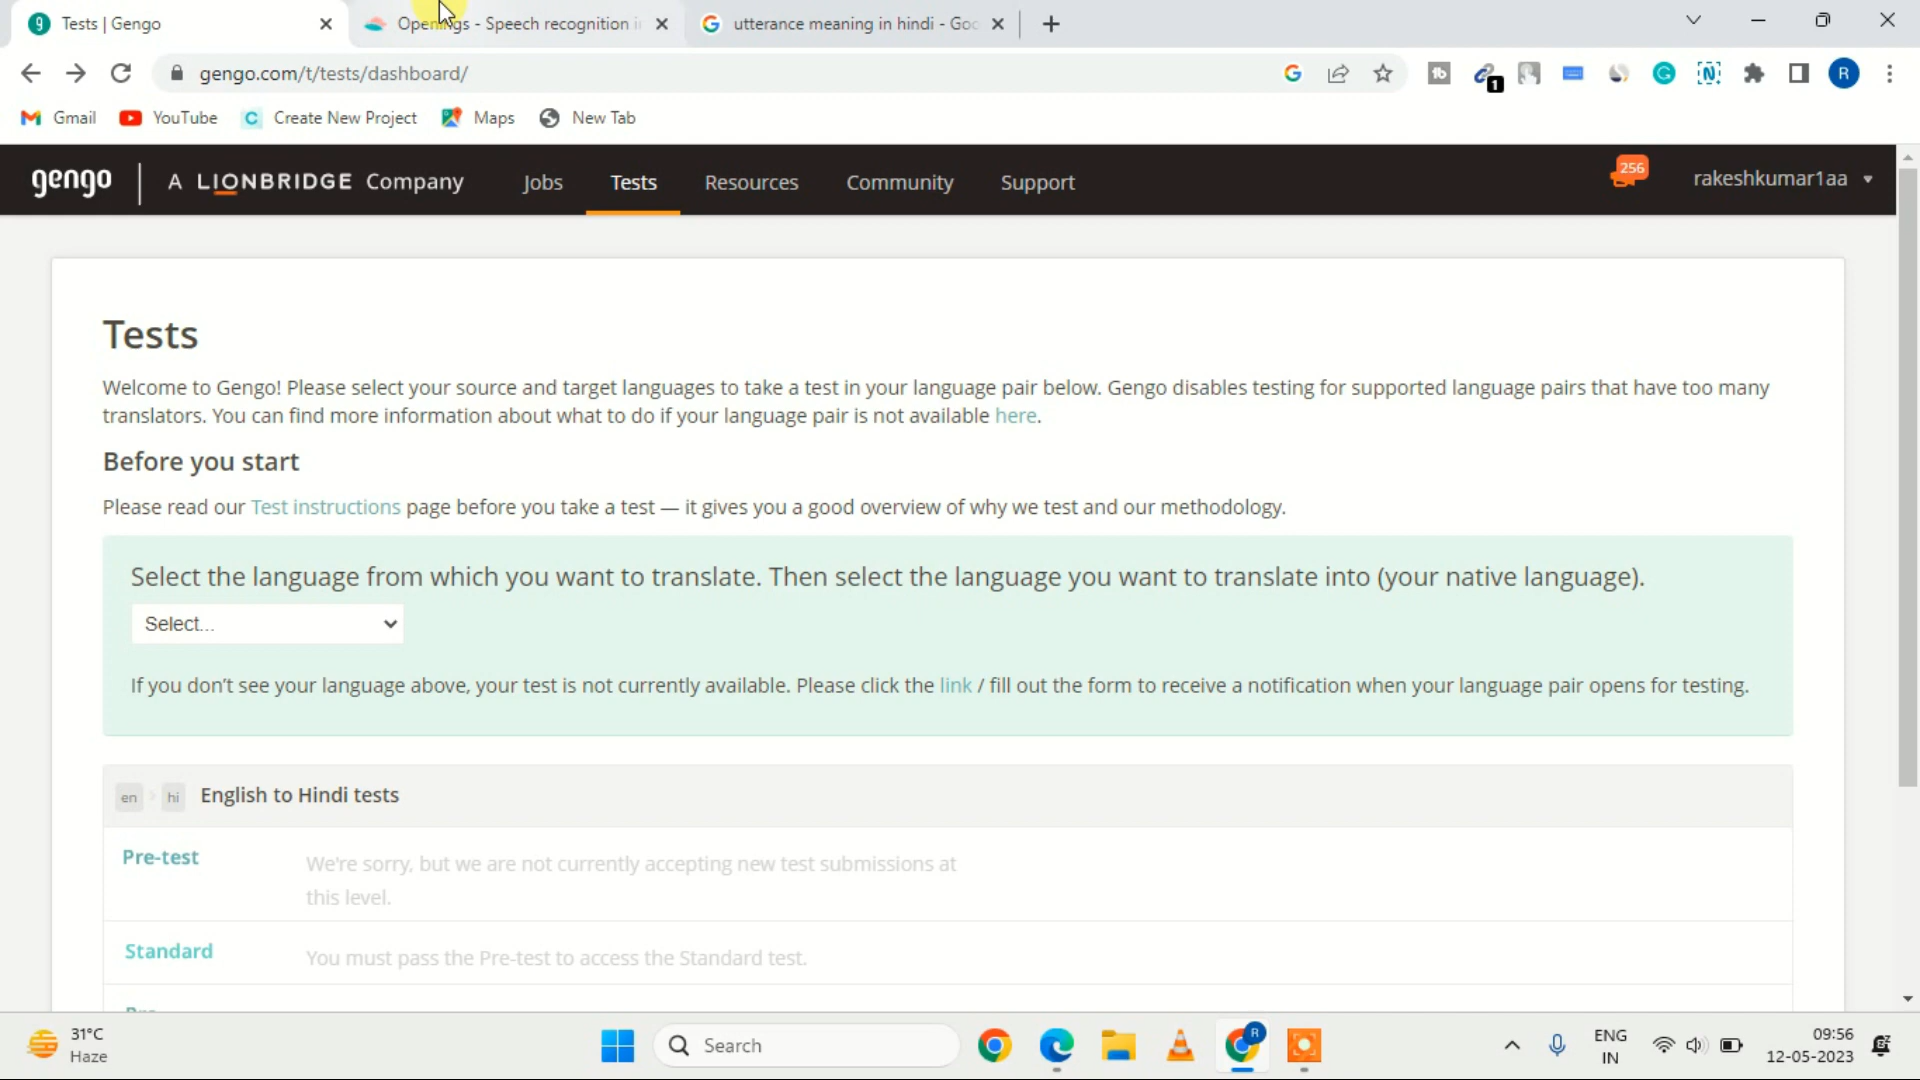 Tests | Gengo
Openings - Speech recognition i
utterance meaning in hindi - Goo
gengo.com/t/tests/dashboard/
1
R
Gmail
YouTube
Create New Project
Maps
New Tab
gengo
A LIONBRIDGE Company
Jobs
Tests
Resources
Community
Support
256
rakeshkumar1aa
Tests
Welcome to Gengo! Please select your source and target languages to take a test in your language pair below. Gengo disables testing for supported language pairs that have too many
translators. You can find more information about what to do if your language pair is not available here.
Before you start
Please read our Test instructions page before you take a test — it gives you a good overview of why we test and our methodology.
Select the language from which you want to translate. Then select the language you want to translate into (your native language).
Select...
If you don't see your language above, your test is not currently available. Please click the link / fill out the form to receive a notification when your language pair opens for testing.
en
hi
English to Hindi tests
Pre-test
We're sorry, but we are not currently accepting new test submissions at
this level.
Standard
You must pass the Pre-test to access the Standard test.
31°C
Haze
Search
R
ENG
IN
09:56
12-05-2023